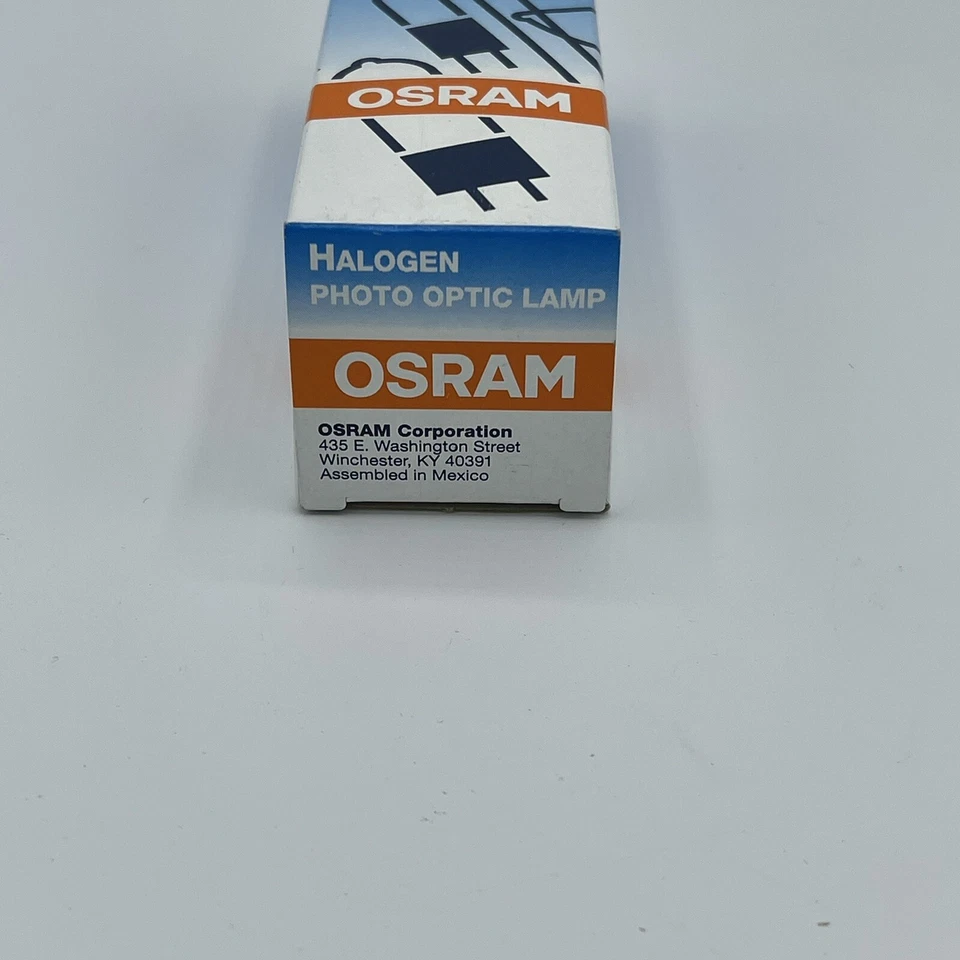 OSRAM
HALOGEN
PHOTO OPTIC LAMP
OSRAM
OSRAM Corporation
435 E. Washington Street
Winchester, KY 40391
Assembled in Mexico